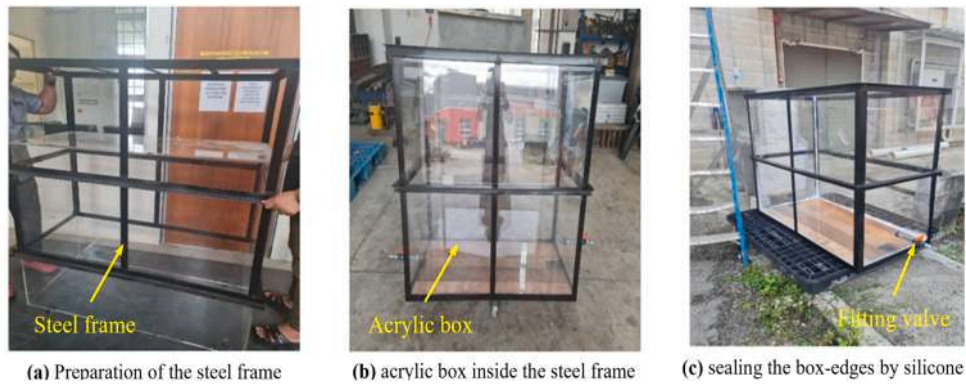 Steel frame
Acrylic box
Fitting valve
(a) Preparation of the steel frame
(b) acrylic box inside the steel frame
(c) sealing the box-edges by silicone